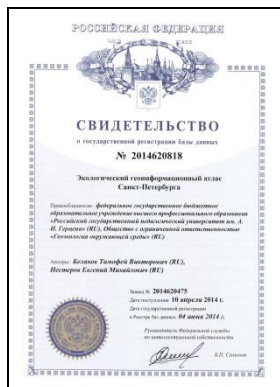 РОССИЙСКАЯ ФЕДЕРАЦИЯ
СВИДЕТЕЛЬСТВО
о государственной регистрации базы данных
№ 2014620818
Экологический геоинформационный атлас
Санкт-Петербурга
Правообладатели: федеральное государственное бюджетное
образовательное учреждение высшего профессионального образования
«Российский государственный педагогический университет им. А.
И. Герцена» (RU), Общество с ограниченной ответственностью
«Геоэкология окружающей среды» (RU)
Авторы: Беляков Тимофей Викторович (RU),
Нестеров Евгений Михайлович (RU)
Заявка № 2014620475
Дата поступления 10 апреля 2014 г.
Дата государственной регистрации
в Реестре баз данных 04 июня 2014 г.
Руководитель Федеральной службы
по интеллектуальной собственности
Б.П. Симонов